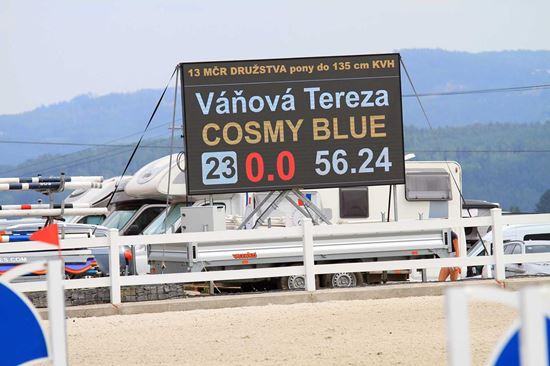 13 MČR DRUŽSTVA pony do 135 cm KVH
Váňová Tereza
COSMY BLUE
23 0.0 56.24